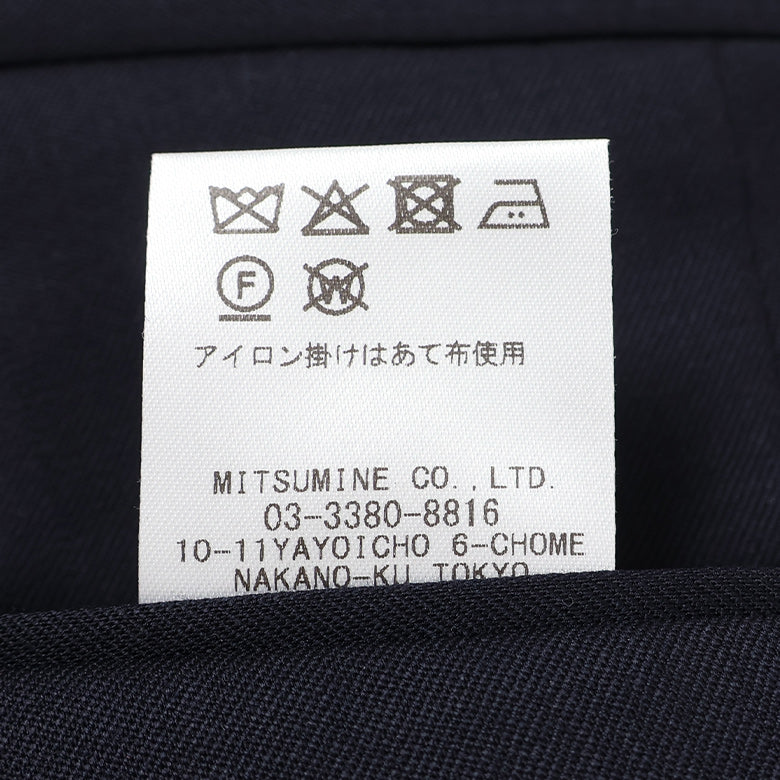 F W
アイロン掛けはあて布使用
MITSUMINE CO.,LTD.
03-3380-8816
10-11YAYOICHO 6-CHOME
NAKANO-KU TOKYO